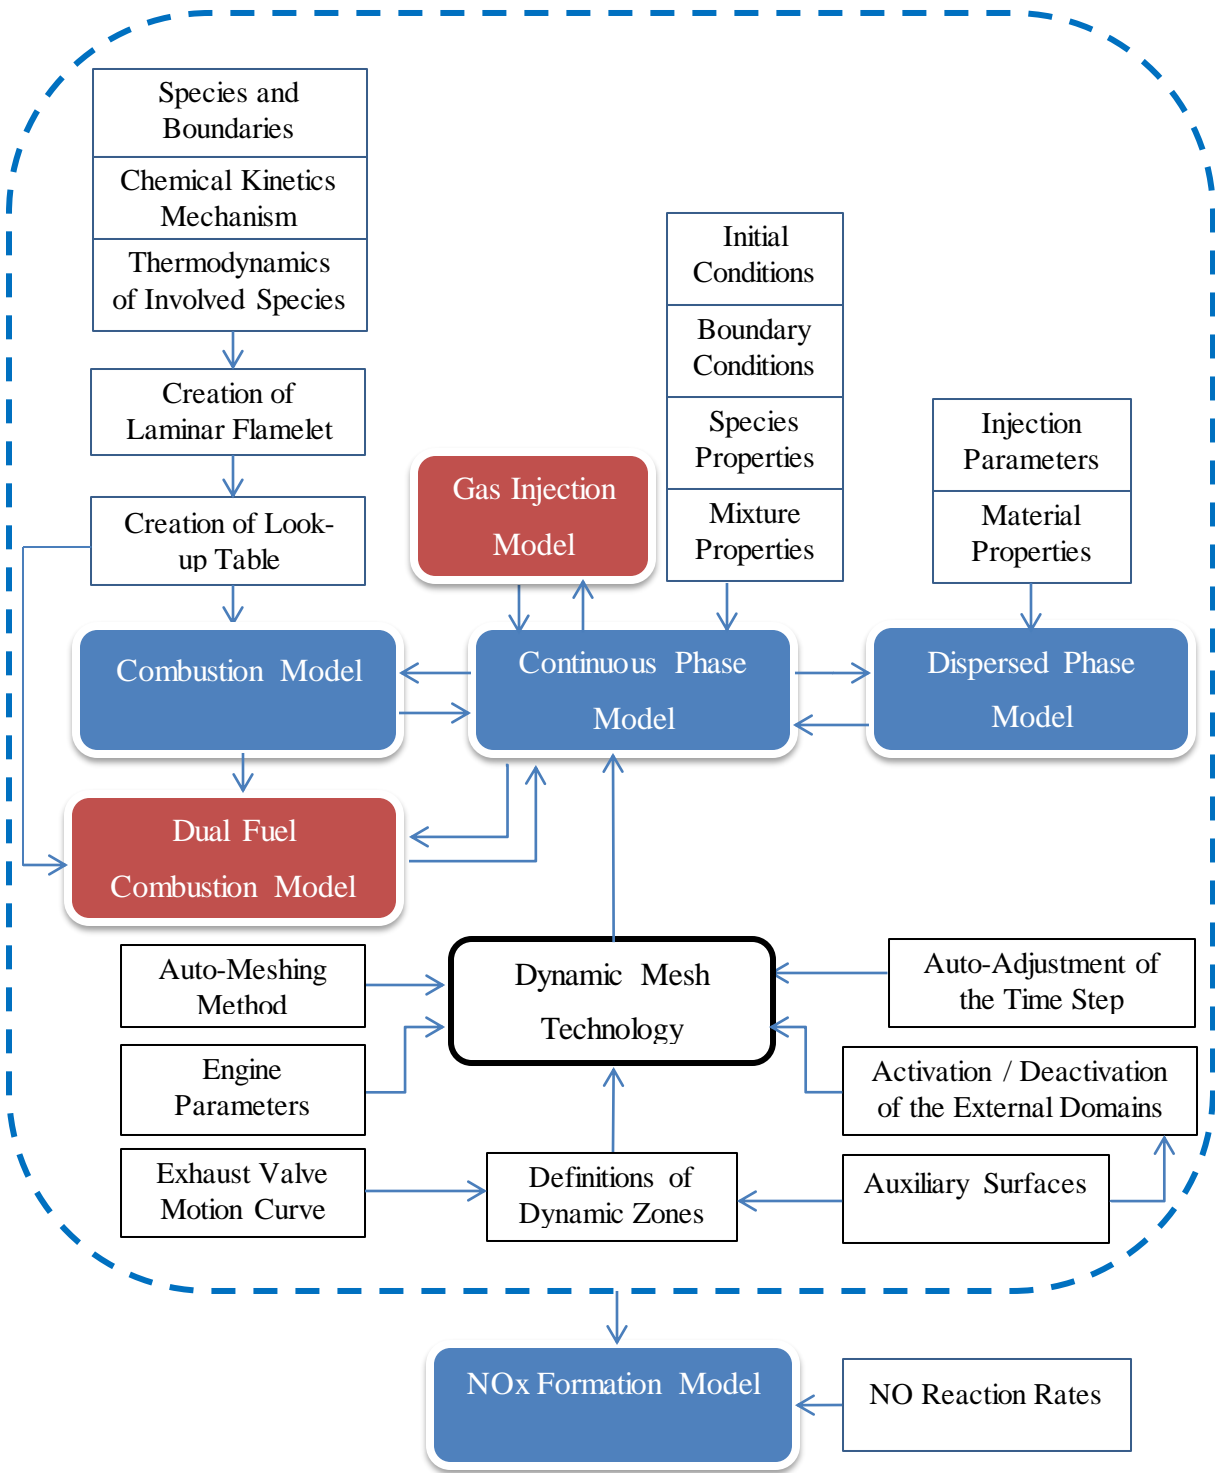 Species and
Boundaries
Chemical Kinetics
Mechanism
Thermodynamics
of Involved Species
Creation of
Laminar Flamelet
Creation of Look-
up Table
Gas Injection
Model
Initial
Conditions
Boundary
Conditions
Species
Properties
Mixture
Properties
Injection
Parameters
Material
Properties
Combustion Model
Continuous Phase
Model
Dispersed Phase
Model
Dual Fuel
Combustion Model
Auto-Meshing
Method
Dynamic Mesh
Technology
Auto-Adjustment of
the Time Step
Engine
Parameters
Activation / Deactivation
of the External Domains
Exhaust Valve
Motion Curve
Definitions of
Dynamic Zones
Auxiliary Surfaces
NOx Formation Model
NO Reaction Rates